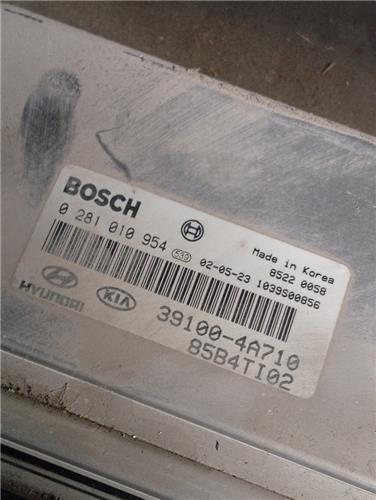 BOSCH
0 281 010 954 539 02-05-23 1039S00856
Made in Korea
8522 0058
HYUNDAI KIA
39100-4A710
85B4TI02